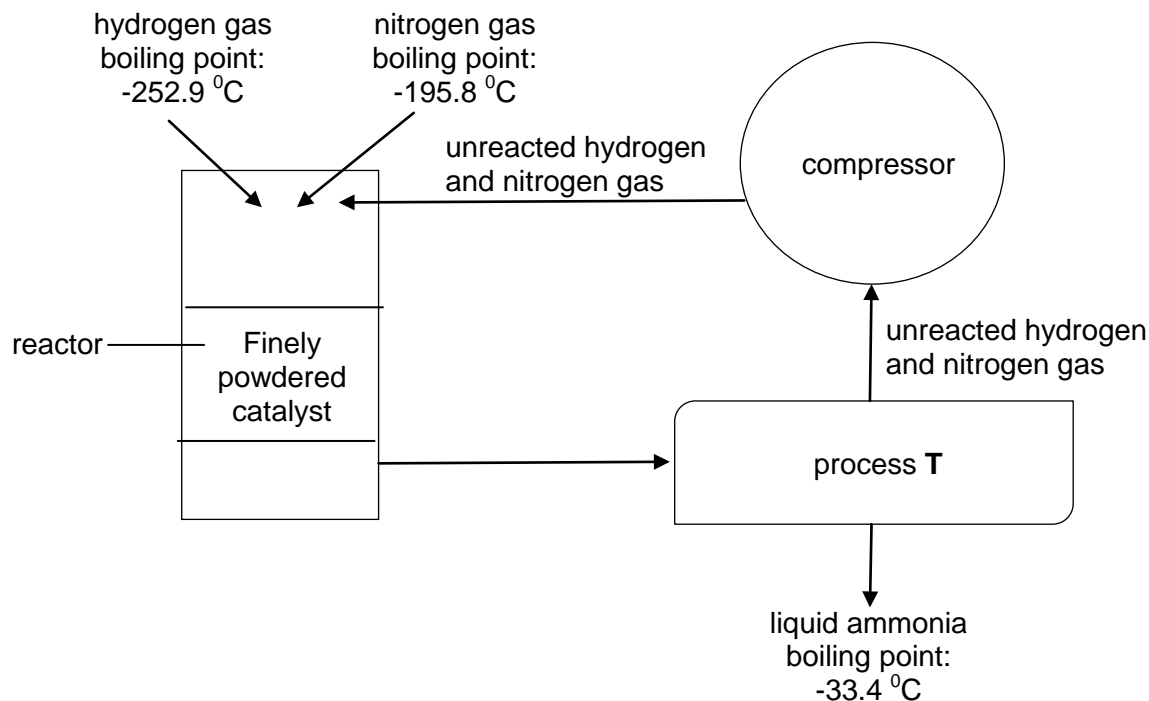 hydrogen gas
boiling point:
-252.9 ⁰C
nitrogen gas
boiling point:
-195.8 ⁰C
unreacted hydrogen
and nitrogen gas
compressor
reactor
Finely
powdered
catalyst
unreacted hydrogen
and nitrogen gas
process T
liquid ammonia
boiling point:
-33.4 ⁰C